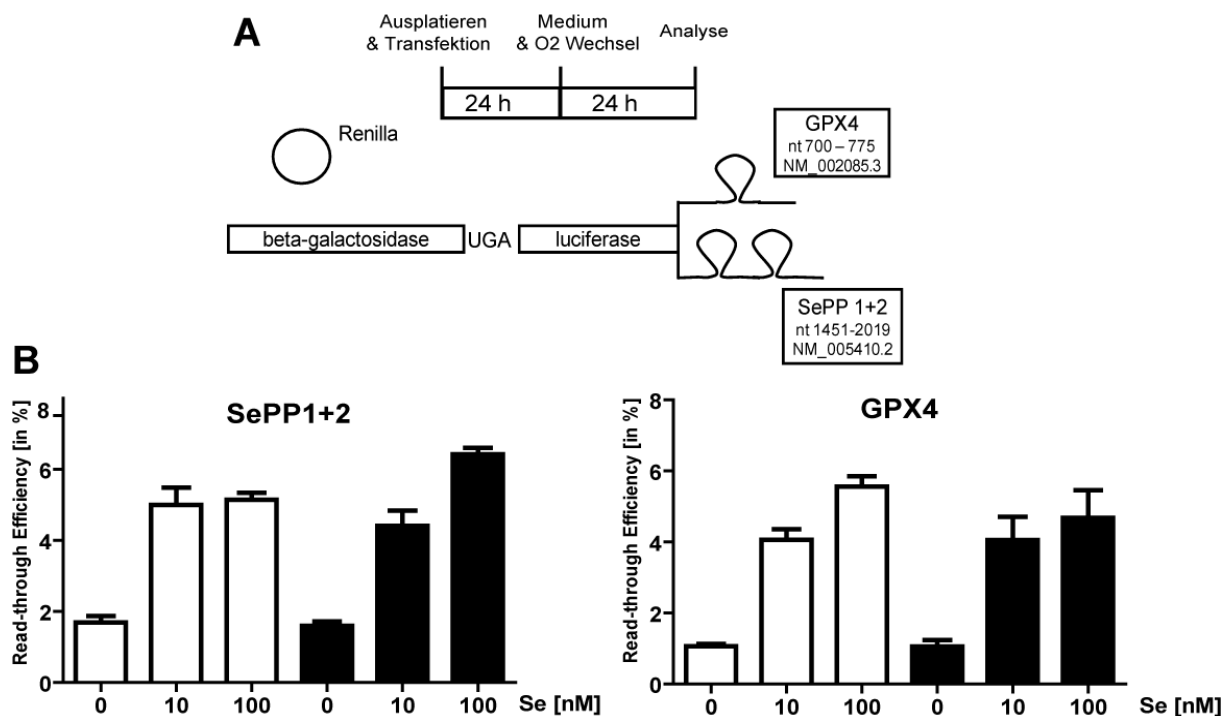 A
Ausplatieren
& Transfektion
Medium
& O2 Wechsel
Analyse
24 h
24 h
Renilla
GPX4
nt 700 – 775
NM_002085.3
beta-galactosidase
UGA
luciferase
SePP 1+2
nt 1451-2019
NM_005410.2
B
SePP1+2
Read-through Efficiency [in %]
8
6
4
2
0
0 10 100 0 10 100 Se [nM]
GPX4
Read-through Efficiency [in %]
8
6
4
2
0
0 10 100 0 10 100 Se [nM]